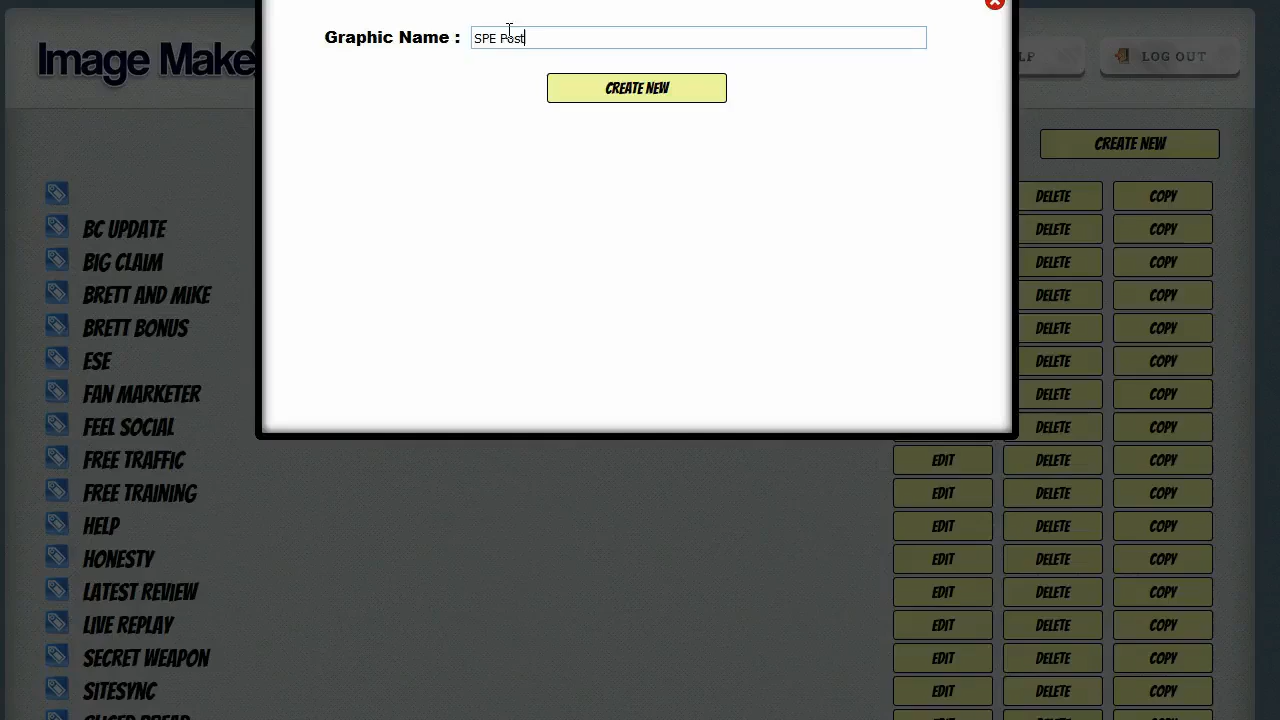 Graphic Name :
SPE Post
CREATE NEW
Image Make
LP
LOG OUT
CREATE NEW
DELETE COPY
BC UPDATE DELETE COPY
BIG CLAIM DELETE COPY
BRETT AND MIKE DELETE COPY
BRETT BONUS DELETE COPY
ESE DELETE COPY
FAN MARKETER DELETE COPY
FEEL SOCIAL DELETE COPY
FREE TRAFFIC EDIT DELETE COPY
FREE TRAINING EDIT DELETE COPY
HELP EDIT DELETE COPY
HONESTY EDIT DELETE COPY
LATEST REVIEW EDIT DELETE COPY
LIVE REPLAY EDIT DELETE COPY
SECRET WEAPON EDIT DELETE COPY
SITESYNC EDIT DELETE COPY